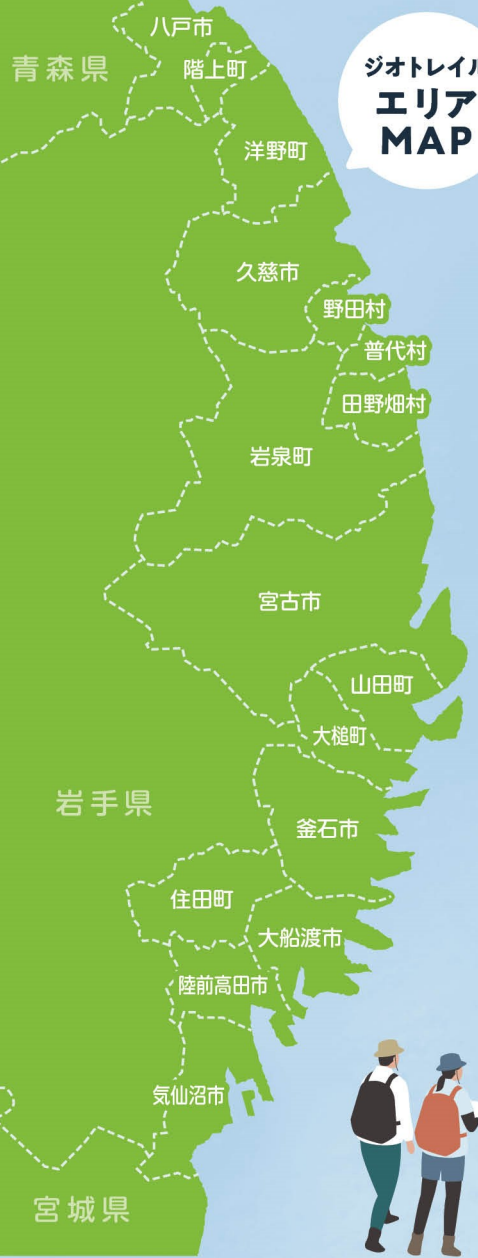 八戸市
青森県
階上町
ジオトレイル
エリア
MAP
洋野町
久慈市
野田村
普代村
田野畑村
岩泉町
宮古市
山田町
大槌町
岩手県
釜石市
住田町
大船渡市
陸前高田市
気仙沼市
宮城県